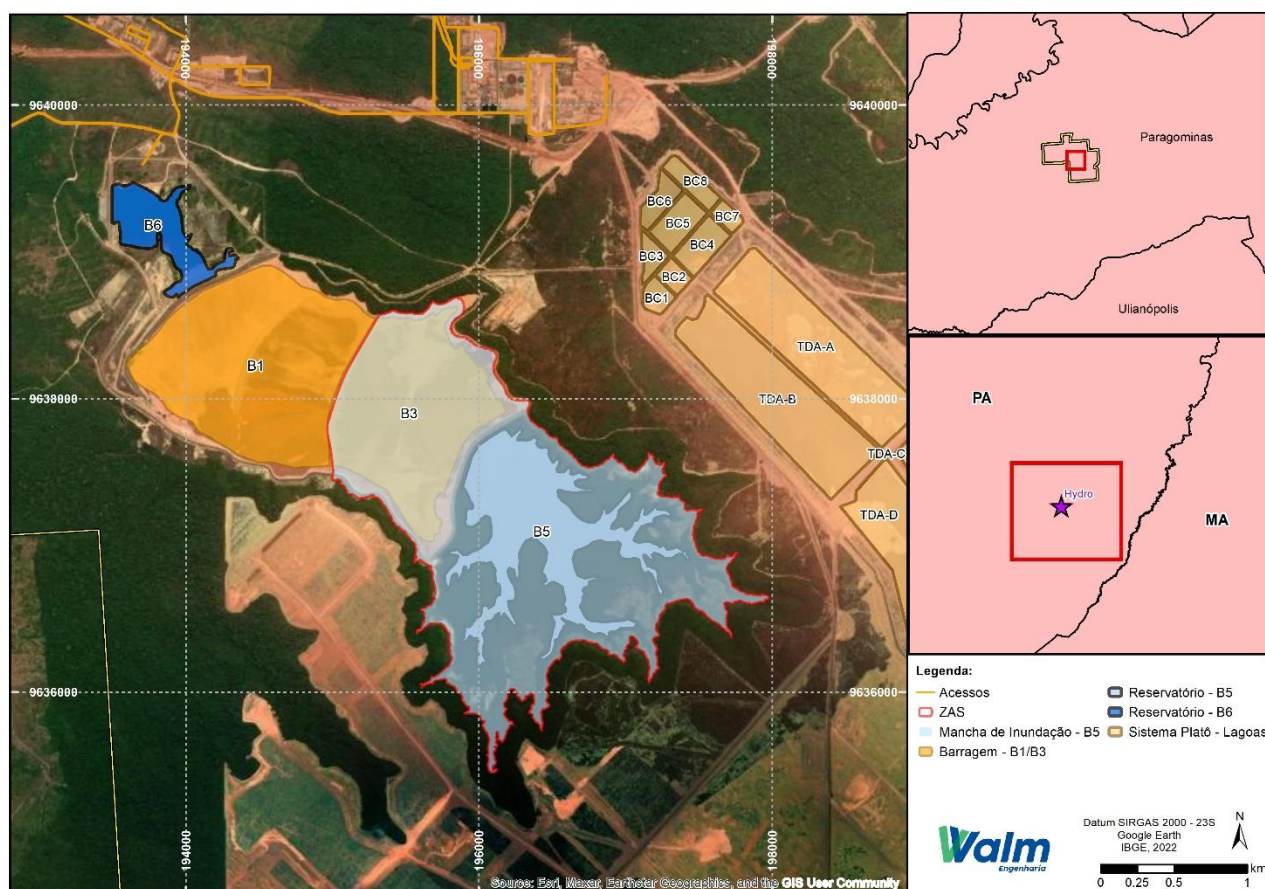 194000
196000
198000
9640000
9640000
BC8
BC6
BC7
BC5
BC4
BC3
BC2
BC1
B6
TDA-A
B1
TDA-B
9638000
9638000
B3
TDA-C
TDA-D
B5
9636000
9636000
194000
196000
198000
Source: Esri, Maxar, Earthstar Geographics, and the GIS User Community
Paragominas
Ulianópolis
PA
Hydro
MA
Legenda:
Acessos
ZAS
Mancha de Inundação - B5
Barragem - B1/B3
Reservatório - B5
Reservatório - B6
Sistema Platô - Lagoas
Walm
Engenharia
Datum SIRGAS 2000 - 23S
Google Earth
IBGE, 2022
N
km
0 0.25 0.5 1